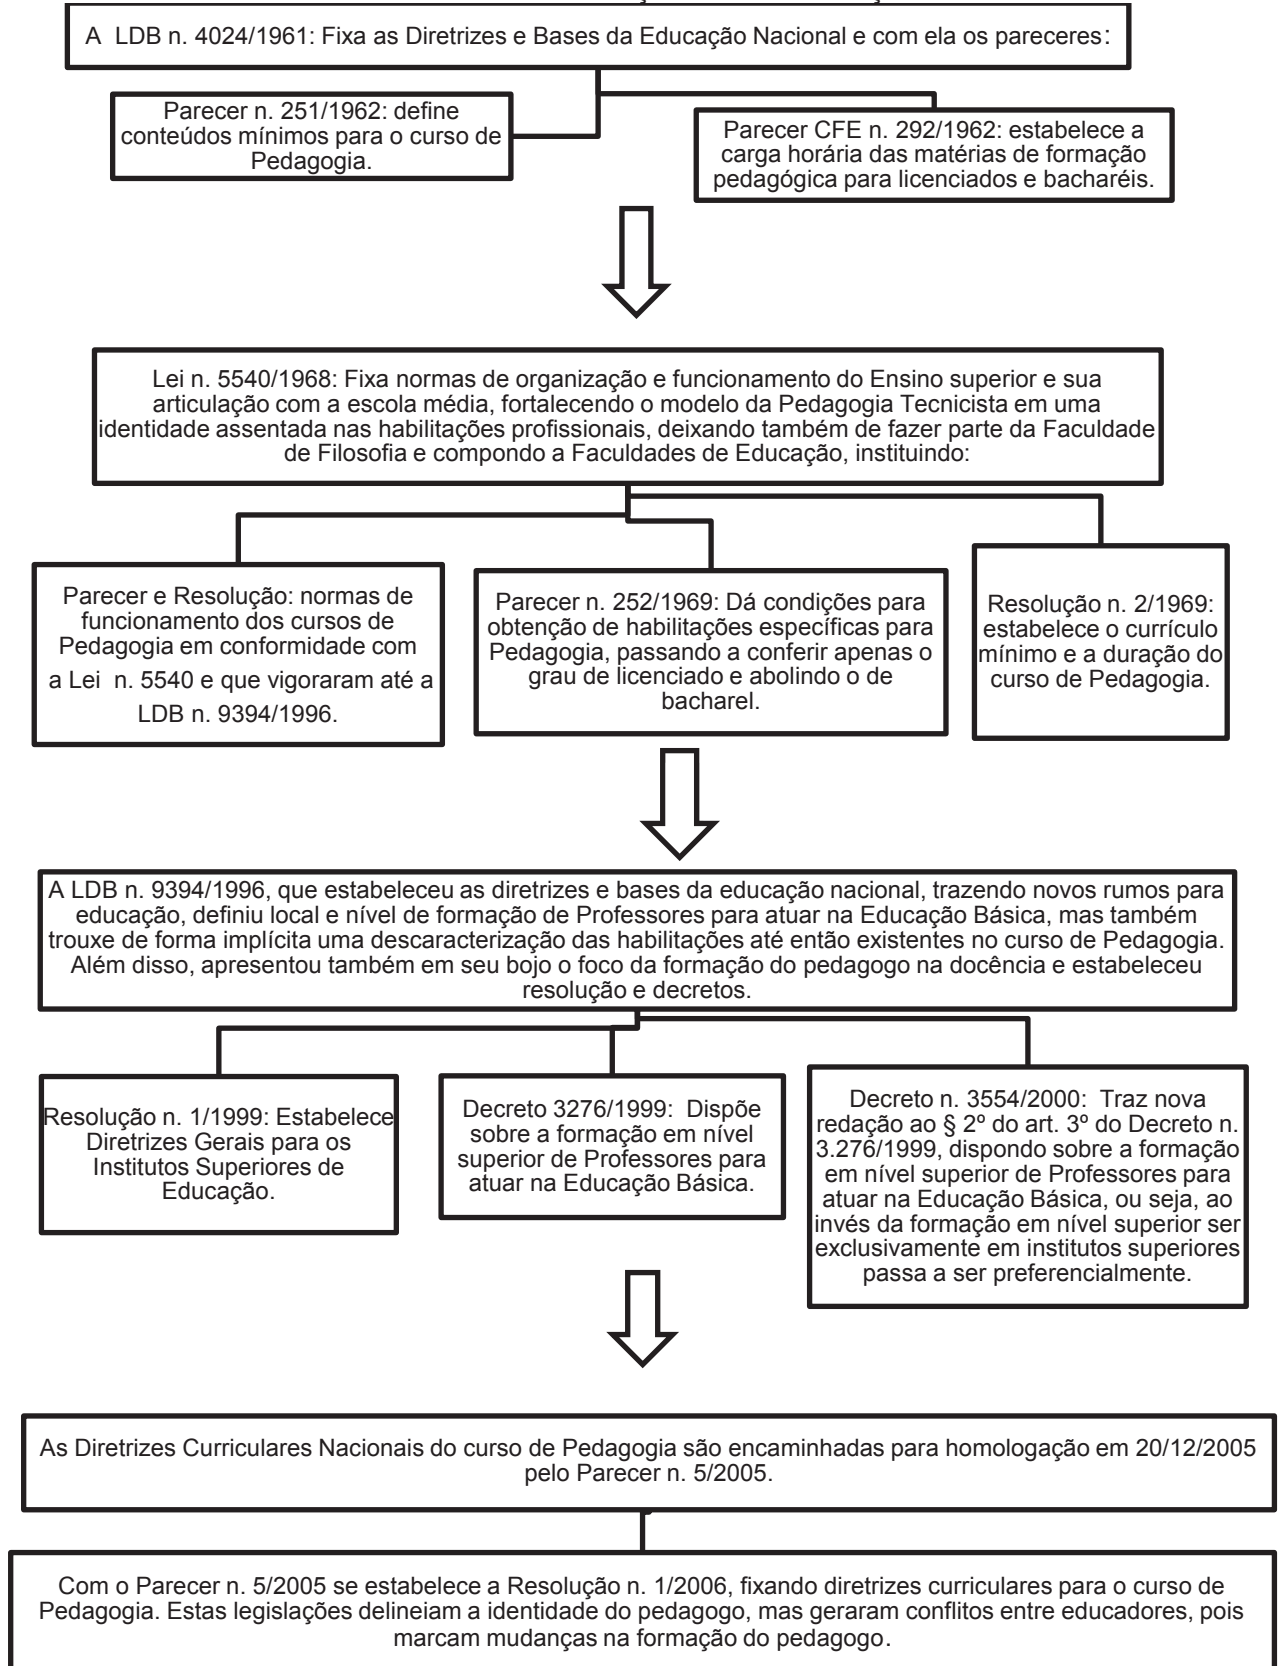 A LDB n. 4024/1961: Fixa as Diretrizes e Bases da Educação Nacional e com ela os pareceres:
Parecer n. 251/1962: define
conteúdos mínimos para o curso de
Pedagogia.
Parecer CFE n. 292/1962: estabelece a
carga horária das matérias de formação
pedagógica para licenciados e bacharéis.
Lei n. 5540/1968: Fixa normas de organização e funcionamento do Ensino superior e sua
articulação com a escola média, fortalecendo o modelo da Pedagogia Tecnicista em uma
identidade assentada nas habilitações profissionais, deixando também de fazer parte da Faculdade
de Filosofia e compondo a Faculdades de Educação, instituindo:
Parecer e Resolução: normas de
funcionamento dos cursos de
Pedagogia em conformidade com
a Lei n. 5540 e que vigoraram até a
LDB n. 9394/1996.
Parecer n. 252/1969: Dá condições para
obtenção de habilitações específicas para
Pedagogia, passando a conferir apenas o
grau de licenciado e abolindo o de
bacharel.
Resolução n. 2/1969:
estabelece o currículo
mínimo e a duração do
curso de Pedagogia.
A LDB n. 9394/1996, que estabeleceu as diretrizes e bases da educação nacional, trazendo novos rumos para
educação, definiu local e nível de formação de Professores para atuar na Educação Básica, mas também
trouxe de forma implícita uma descaracterização das habilitações até então existentes no curso de Pedagogia.
Além disso, apresentou também em seu bojo o foco da formação do pedagogo na docência e estabeleceu
resolução e decretos.
Resolução n. 1/1999: Estabelece
Diretrizes Gerais para os
Institutos Superiores de
Educação.
Decreto 3276/1999: Dispõe
sobre a formação em nível
superior de Professores para
atuar na Educação Básica.
Decreto n. 3554/2000: Traz nova
redação ao § 2º do art. 3º do Decreto n.
3.276/1999, dispondo sobre a formação
em nível superior de Professores para
atuar na Educação Básica, ou seja, ao
invés da formação em nível superior ser
exclusivamente em institutos superiores
passa a ser preferencialmente.
As Diretrizes Curriculares Nacionais do curso de Pedagogia são encaminhadas para homologação em 20/12/2005
pelo Parecer n. 5/2005.
Com o Parecer n. 5/2005 se estabelece a Resolução n. 1/2006, fixando diretrizes curriculares para o curso de
Pedagogia. Estas legislações delineiam a identidade do pedagogo, mas geraram conflitos entre educadores, pois
marcam mudanças na formação do pedagogo.